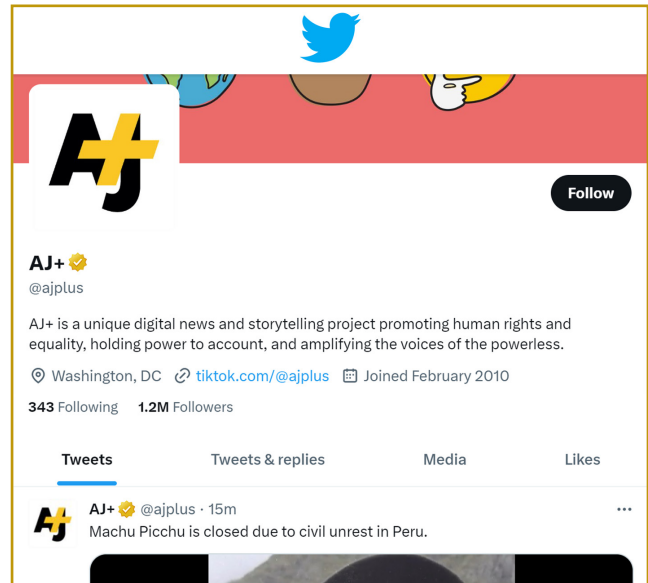 AJ+
Follow
AJ+
@ajplus
AJ+ is a unique digital news and storytelling project promoting human rights and
equality, holding power to account, and amplifying the voices of the powerless.
Washington, DC tiktok.com/@ajplus Joined February 2010
343 Following 1.2M Followers
Tweets Tweets & replies Media Likes
AJ+ @ajplus · 15m
Machu Picchu is closed due to civil unrest in Peru.